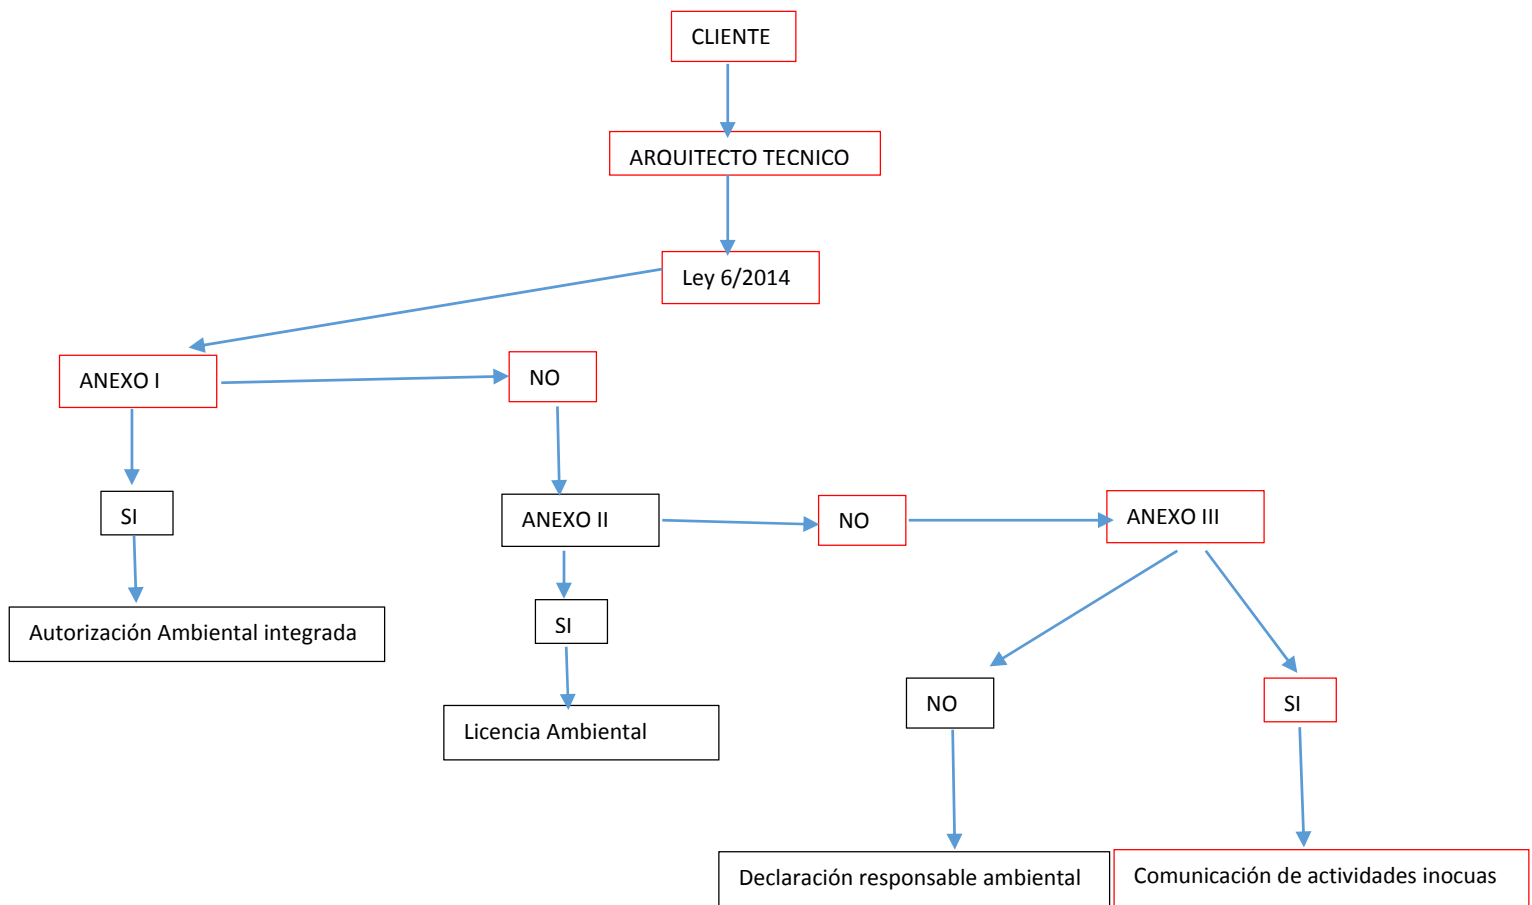 CLIENTE
ARQUITECTO TECNICO
Ley 6/2014
ANEXO I
NO
SI
ANEXO II
NO
ANEXO III
Autorización Ambiental integrada
SI
NO
SI
Licencia Ambiental
Declaración responsable ambiental
Comunicación de actividades inocuas